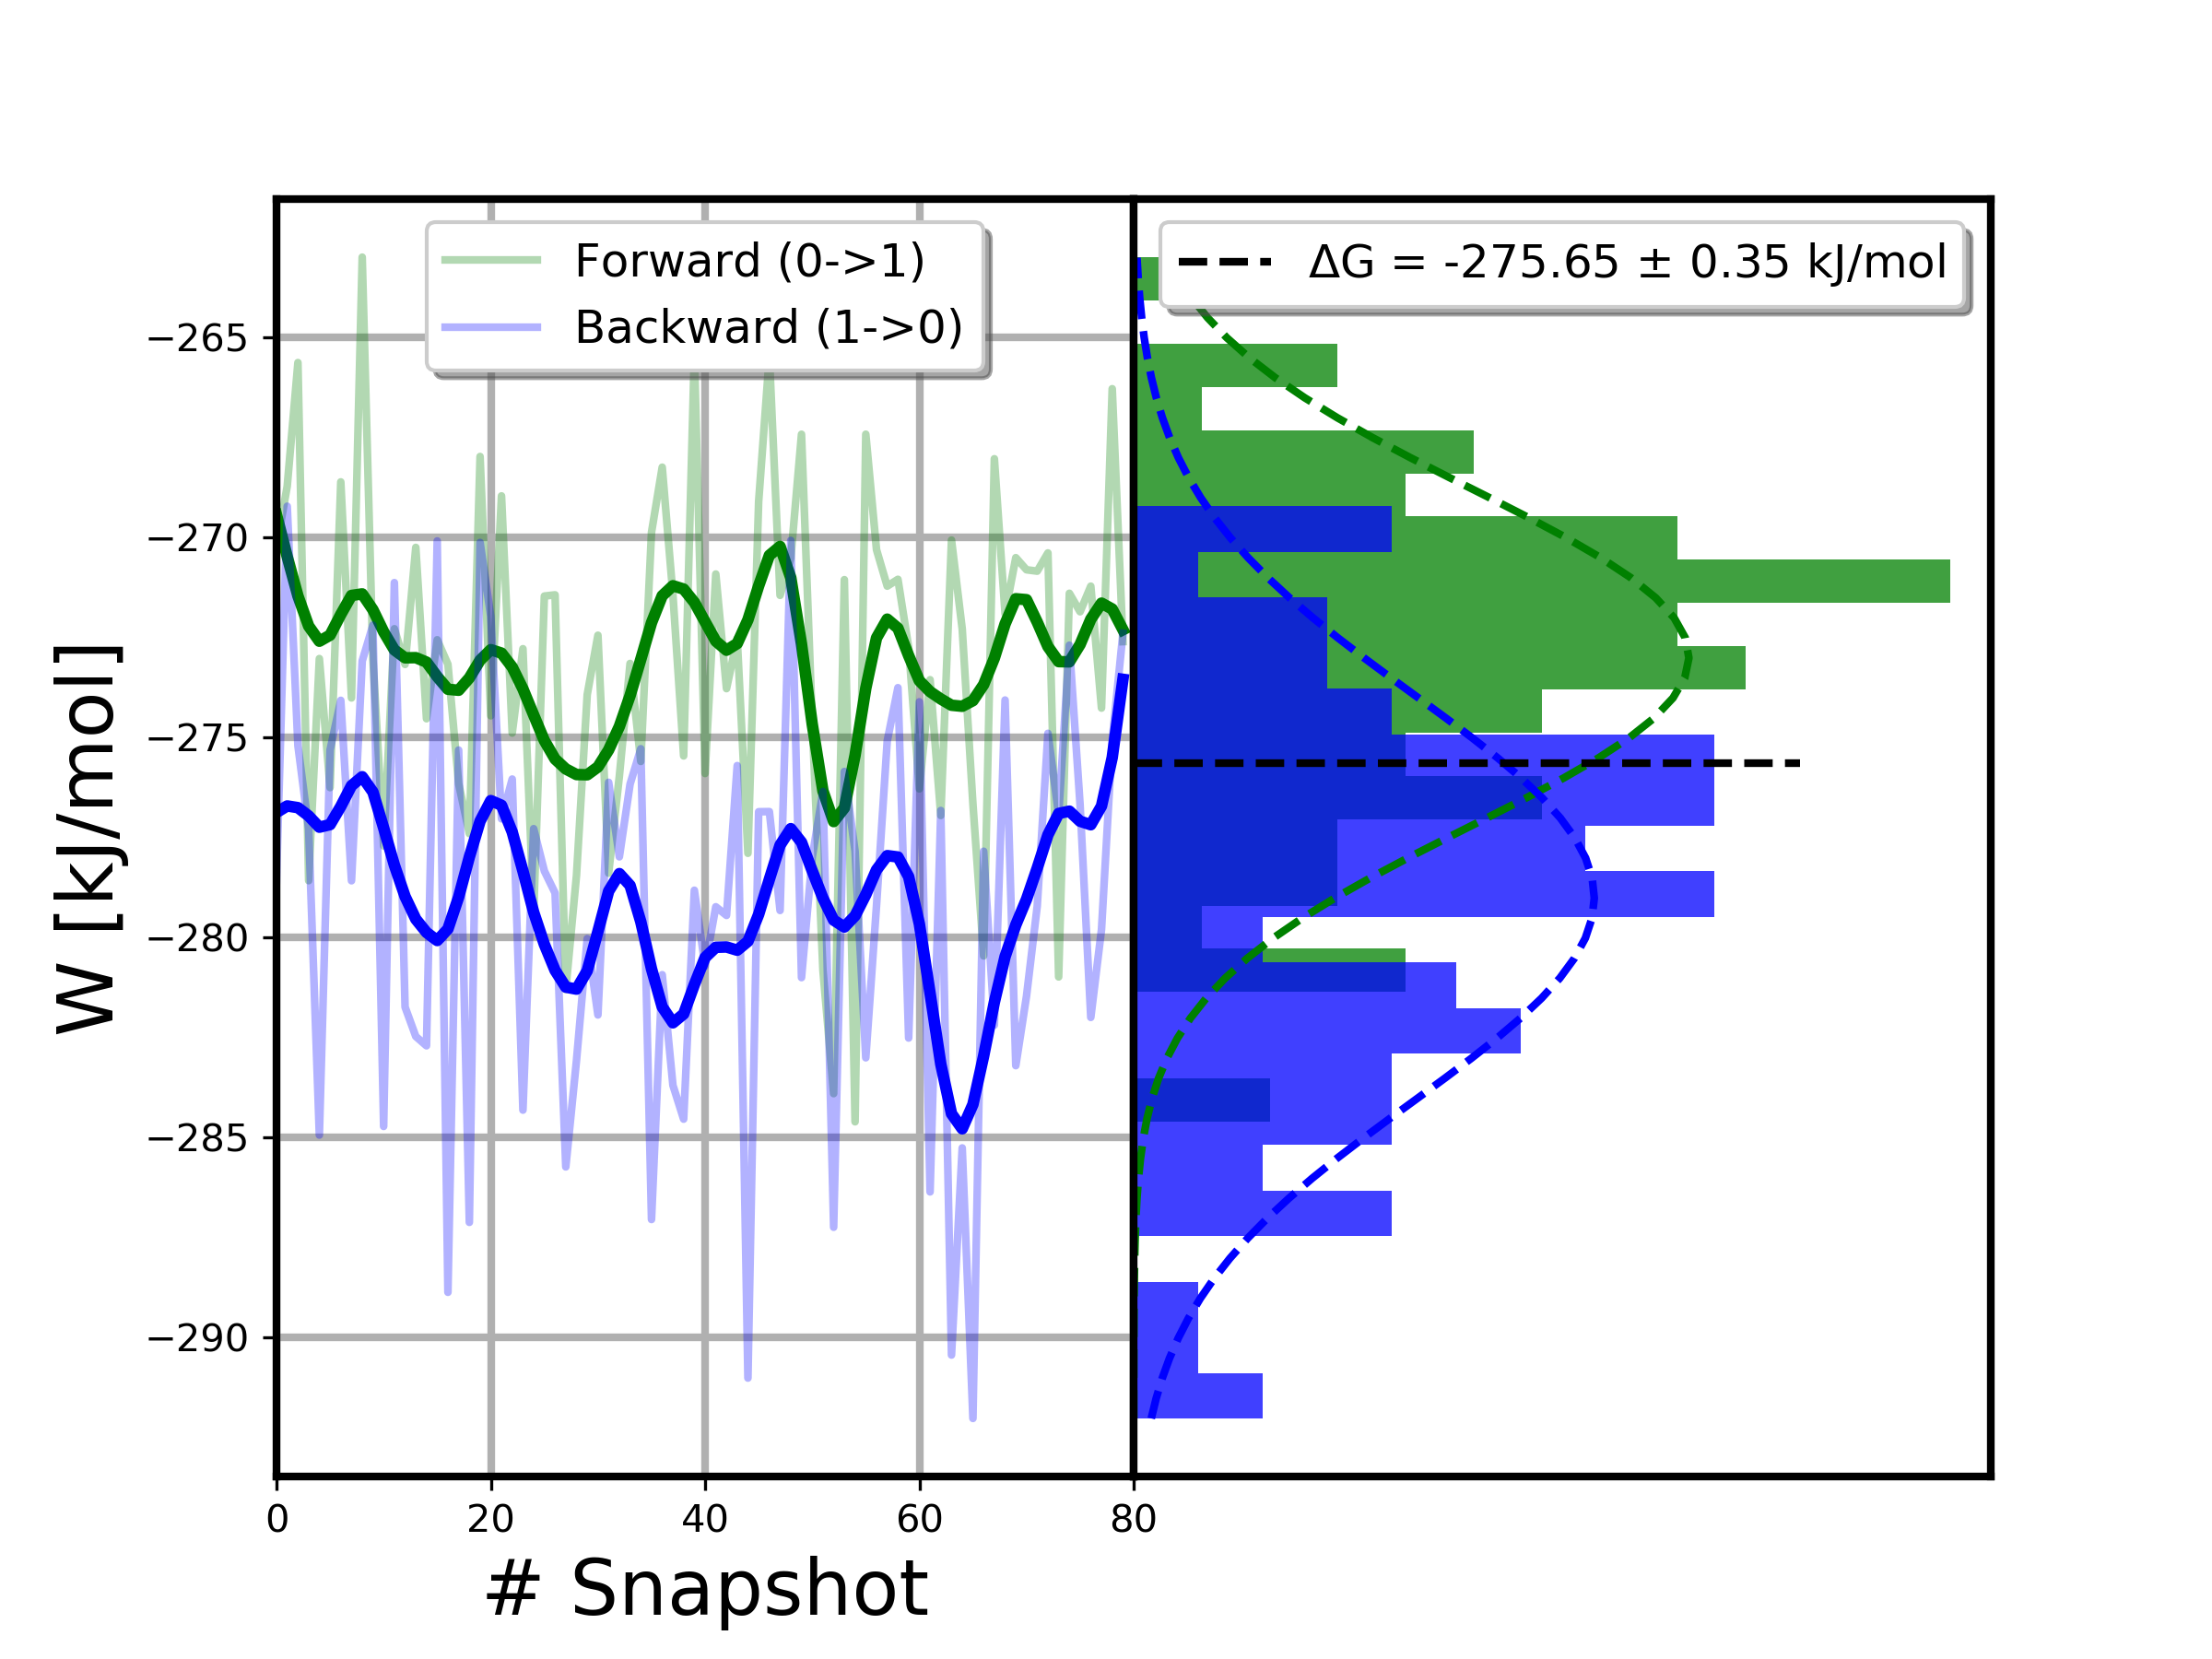 Forward (0->1)
Backward (1->0)
ΔG = -275.65 ± 0.35 kJ/mol
W [kJ/mol]
−265
−270
−275
−280
−285
−290
0 20 40 60 80
# Snapshot